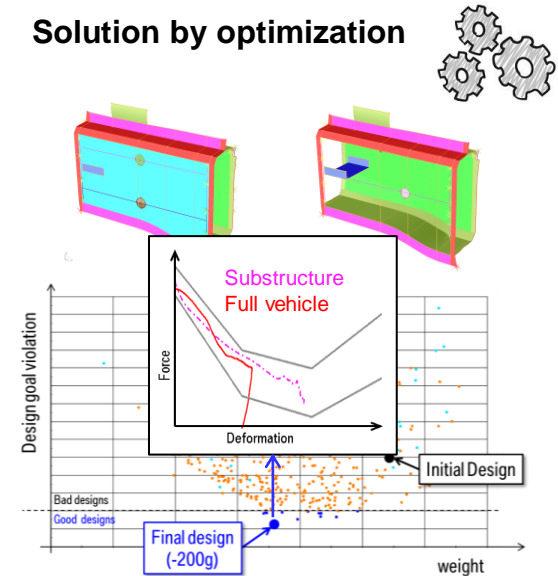 Solution by optimization
Substructure
Full vehicle
Force
Deformation
Design goal violation
Initial Design
Bad designs
Good designs
Final design
(-200g)
weight